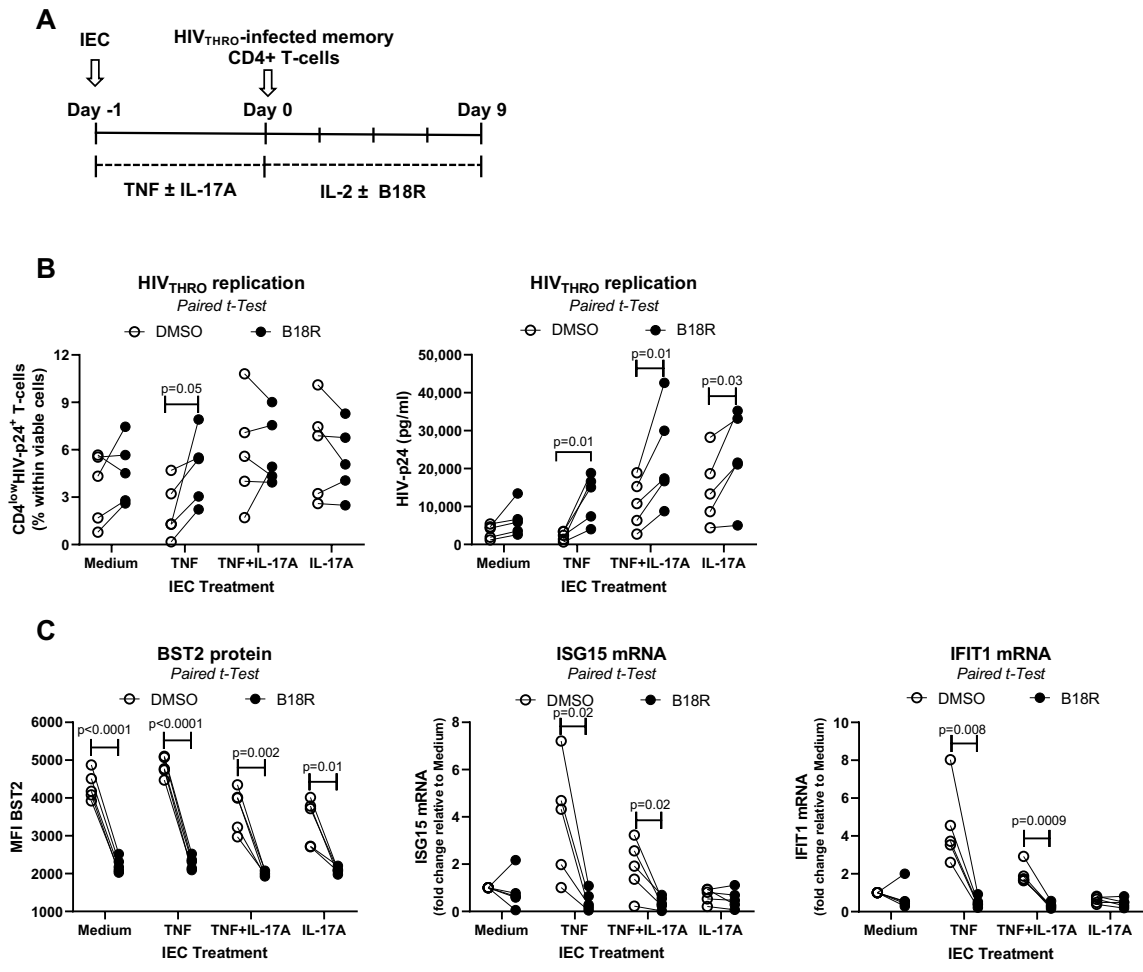 A
IEC
HIVTHRO-infected memory
CD4+ T-cells
Day -1
Day 0
Day 9
TNF ± IL-17A
IL-2 ± B18R
B
HIVTHRO replication
Paired t-Test
DMSO
B18R
CD4lowHIV-p24+ T-cells
(% within viable cells)
12
9
6
3
0
p=0.05
Medium
TNF
TNF+IL-17A
IL-17A
IEC Treatment
HIVTHRO replication
Paired t-Test
DMSO
B18R
HIV-p24 (pg/ml)
50,000
40,000
30,000
20,000
10,000
0
p=0.01
p=0.01
p=0.03
Medium
TNF
TNF+IL-17A
IL-17A
IEC Treatment
C
BST2 protein
Paired t-Test
DMSO
B18R
MFI BST2
6000
5000
4000
3000
2000
1000
p<0.0001
p<0.0001
p=0.002
p=0.01
Medium
TNF
TNF+IL-17A
IL-17A
IEC Treatment
ISG15 mRNA
Paired t-Test
DMSO
B18R
ISG15 mRNA
(fold change relative to Medium)
8
6
4
2
0
p=0.02
p=0.02
Medium
TNF
TNF+IL-17A
IL-17A
IEC Treatment
IFIT1 mRNA
Paired t-Test
DMSO
B18R
IFIT1 mRNA
(fold change relative to Medium)
10
8
6
4
2
0
p=0.008
p=0.0009
Medium
TNF
TNF+IL-17A
IL-17A
IEC Treatment